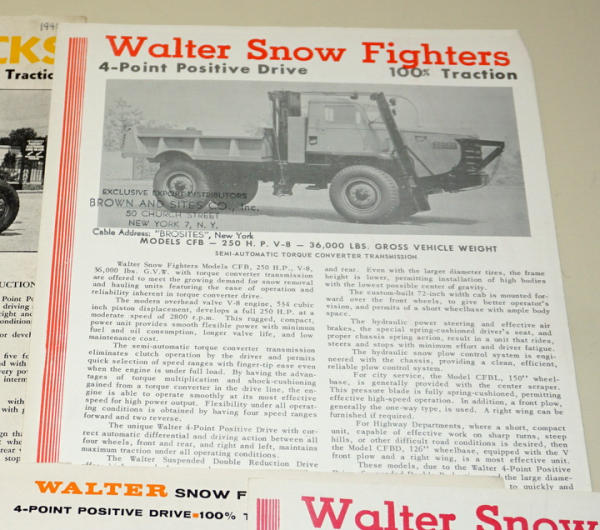 1948
CKS
Traction
Walter Snow Fighters
4-Point Positive Drive 100% Traction
EXCLUSIVE EXPORT DISTRIBUTORS
BROWN AND SITES CO., Inc.
50 CHURCH STREET
NEW YORK 7, N. Y.
Cable Address: "BROSITES", New York
MODELS CFB – 250 H. P. V-8 – 36,000 LBS. GROSS VEHICLE WEIGHT
SEMI-AUTOMATIC TORQUE CONVERTER TRANSMISSION
Walter Snow Fighters Models CFB, 250 H.P., V-8,
36,000 lbs. G.V.W. with torque converter transmission
are offered to meet the growing demand for snow removal
and hauling units featuring the ease of operation and
reliability inherent in torque converter drive.
The modern overhead valve V-8 engine, 534 cubic
inch piston displacement, develops a full 250 H.P. at a
moderate speed of 2800 r.p.m. This rugged, compact,
power unit provides smooth flexible power with minimum
fuel and oil consumption, longer valve life, and low
maintenance cost.
The semi-automatic torque converter transmission
eliminates clutch operation by the driver and permits
quick selection of speed ranges with finger-tip ease even
when the engine is under full load. By having the advan-
tages of torque multiplication and shock-cushioning
gained from a torque converter in the drive line, the en-
gine is able to operate smoothly at its most effective
speed for high power output. Flexibility under all operat-
ing conditions is obtained by having four speed ranges
forward and two reverse.
The unique Walter 4-Point Positive Drive with cor-
rect automatic differential and driving action between all
four wheels, front and rear, and right and left, maintains
maximum traction under all operating conditions.
The Walter Suspended Double Reduction Drive
and rear. Even with the larger diameter tires, the frame
height is lower, permitting installation of high bodies
with the lowest possible center of gravity.
The custom-built 72-inch width cab is mounted for-
ward over the front wheels, to give better operator's
vision, and permits of a short wheelbase with ample body
space.
The hydraulic power steering and effective air
brakes, the special spring-cushioned driver's seat, and,
proper chassis spring action, result in a unit that rides,
steers and stops with minimum effort and driver fatigue.
The hydraulic snow plow control system is engi-
neered with the chassis, providing a clean, efficient,
reliable plow control system.
For city service, the Model CFBL, 150" wheel-
base, is generally provided with the center scraper.
This pressure blade is fully spring-cushioned, permitting
effective high-speed operation. In addition, a front plow,
generally the one-way type, is used. A right wing can be
furnished if required.
For Highway Departments, where a short, compact
unit, capable of effective work on sharp turns, steep
hills, or other difficult road conditions is desired, then
the Model CFBD, 126" wheelbase, equipped with the V
front plow and a right wing, is a most effective unit.
These models, due to the Walter 4-Point Positive
the large diame-
to quickly and
WALTER SNOW F
4-POINT POSITIVE DRIVE 100% T
Walter Snow